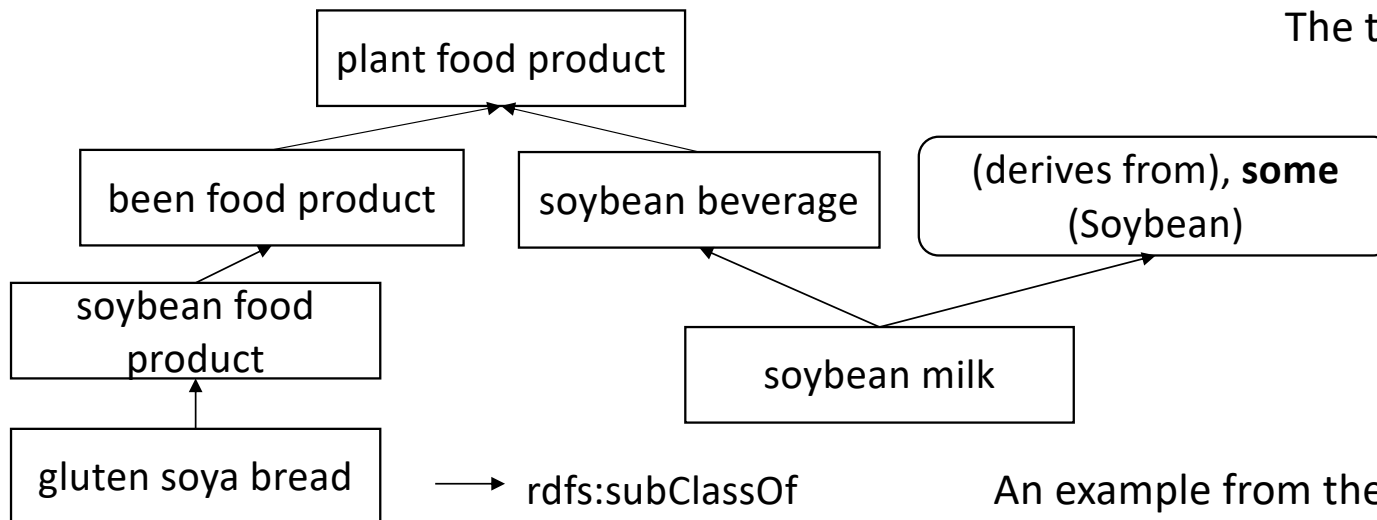 The t
plant food product
been food product
soybean beverage
(derives from), some
(Soybean)
soybean food
product
soybean milk
gluten soya bread
rdfs:subClassOf
An example from the